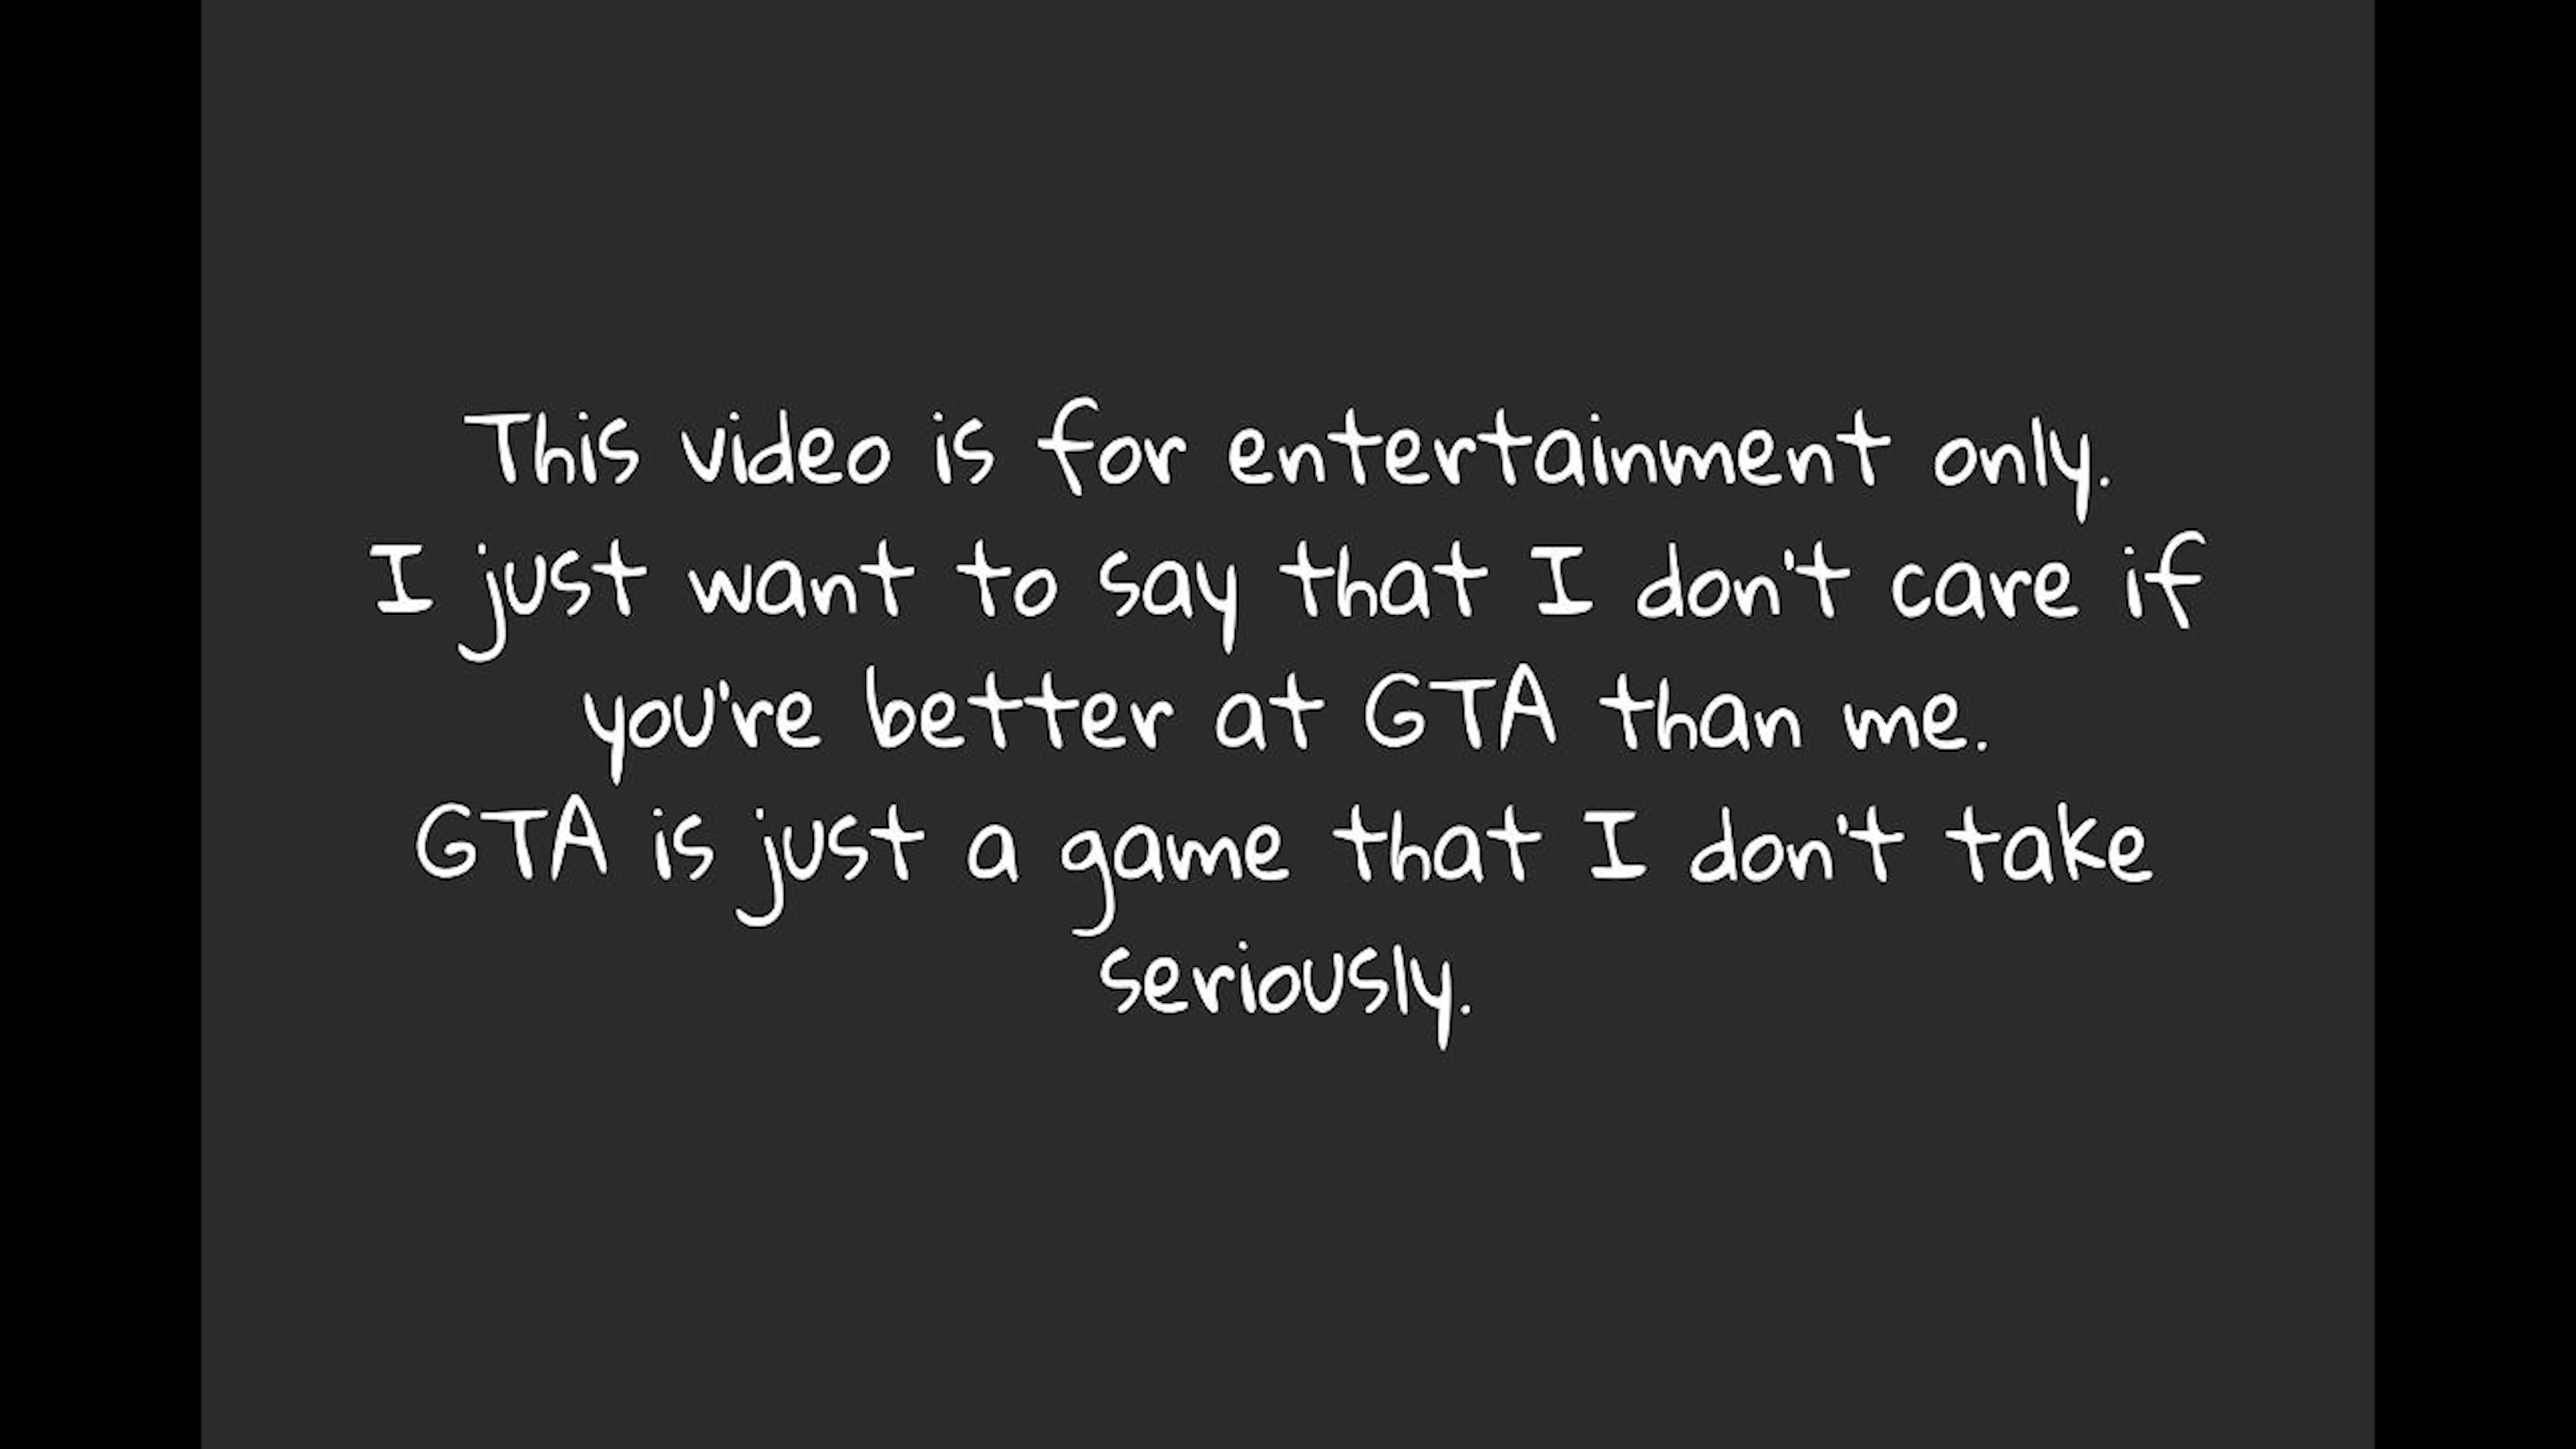 This video is for entertainment only.
I just want to say that I don't care if
you're better at GTA than me.
GTA is just a game that I don't take
seriously.